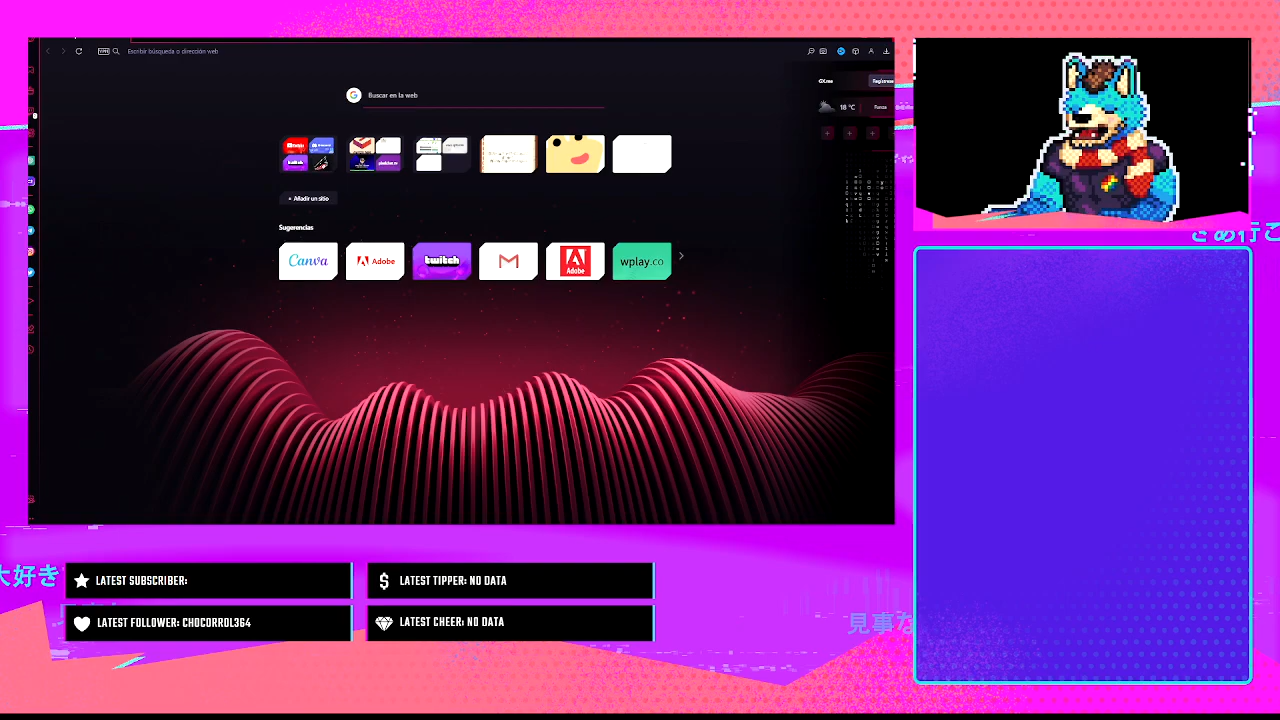 Escribir búsqueda o dirección web
GX.me
Buscar en la web
18 °C
+ Añadir un sitio
Sugerencias
Canva
Adobe
twitch
Adobe
wplay.co
大好き
LATEST SUBSCRIBER:
LATEST TIPPER: NO DATA
LATEST FOLLOWER: CHOCORROL364
LATEST CHEER: NO DATA
見事な